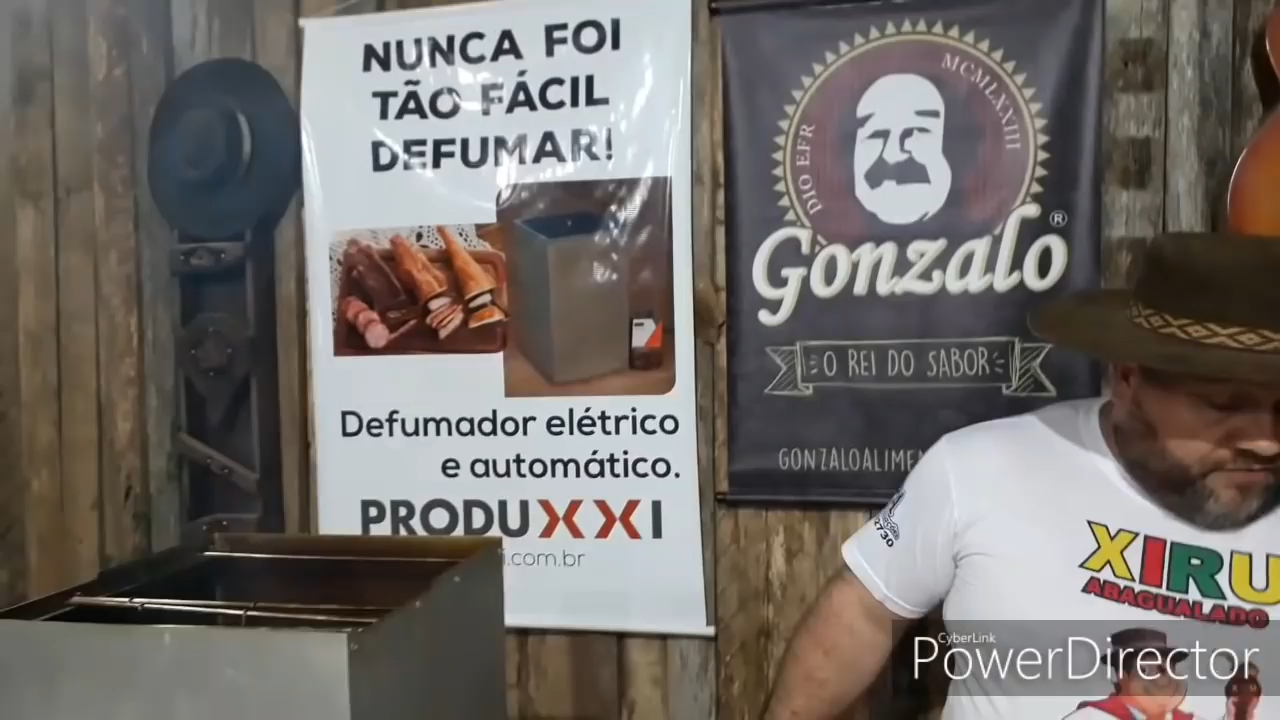 NUNCA FOI
TÃO FÁCIL
DEFUMAR!
Defumador elétrico
e automático.
PRODUXXI
i.com.br
DIO EFR
MCMLXXIII
Gonzalo®
O REI DO SABOR
GONZALOALIME
2730
XIRU
ABAGUALADO
CyberLink
PowerDirector